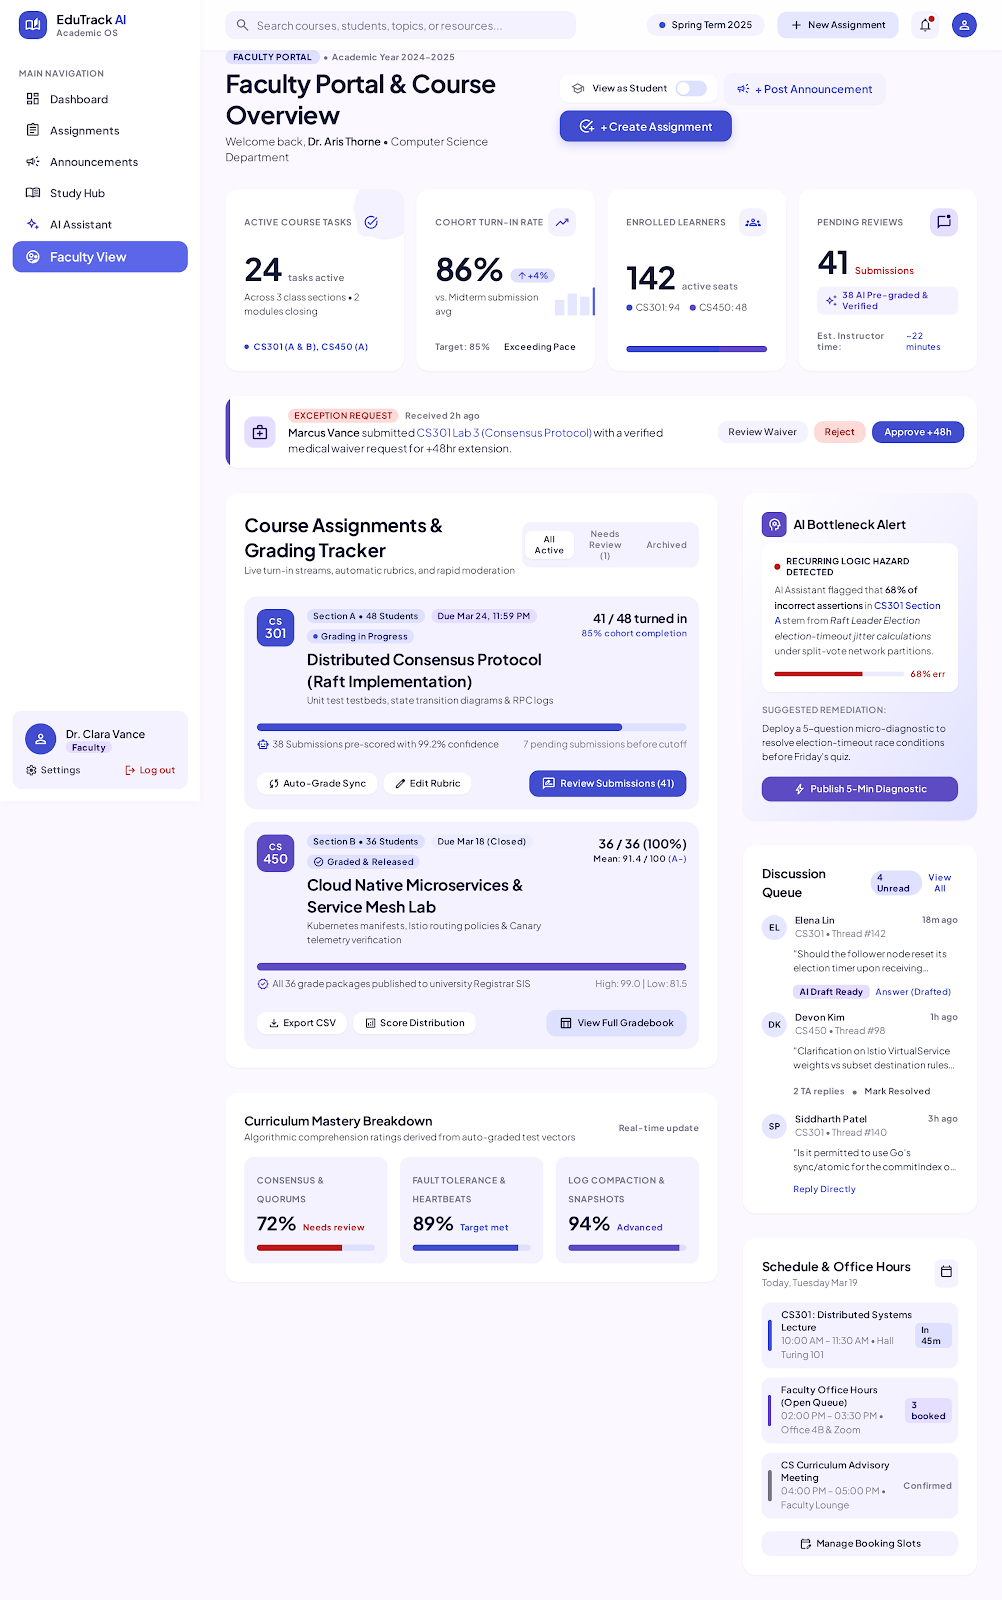 EduTrack AI
Academic OS
MAIN NAVIGATION
Dashboard
Assignments
Announcements
Study Hub
AI Assistant
Faculty View
Dr. Clara Vance
Faculty
Settings
Log out
Search courses, students, topics, or resources...
Spring Term 2025
New Assignment
FACULTY PORTAL • Academic Year 2024–2025
Faculty Portal & Course
Overview
Welcome back, Dr. Aris Thorne • Computer Science
Department
View as Student
+ Post Announcement
+ Create Assignment
ACTIVE COURSE TASKS
24 tasks active
Across 3 class sections • 2
modules closing
• CS301 (A & B), CS450 (A)
COHORT TURN-IN RATE
86% ↑ +4%
vs. Midterm submission
avg
Target: 85% Exceeding Pace
ENROLLED LEARNERS
142 active seats
• CS301: 94 • CS450: 48
PENDING REVIEWS
41 Submissions
38 AI Pre-graded &
Verified
Est. Instructor
time:
~22
minutes
EXCEPTION REQUEST Received 2h ago
Marcus Vance submitted CS301 Lab 3 (Consensus Protocol) with a verified
medical waiver request for +48hr extension.
Review Waiver
Reject
Approve +48h
Course Assignments &
Grading Tracker
Live turn-in streams, automatic rubrics, and rapid moderation
All
Active
Needs
Review
(1)
Archived
CS
301
Section A • 48 Students
Due Mar 24, 11:59 PM
• Grading in Progress
41 / 48 turned in
85% cohort completion
Distributed Consensus Protocol
(Raft Implementation)
Unit test testbeds, state transition diagrams & RPC logs
38 Submissions pre-scored with 99.2% confidence
7 pending submissions before cutoff
Auto-Grade Sync
Edit Rubric
Review Submissions (41)
CS
450
Section B • 36 Students
Due Mar 18 (Closed)
Graded & Released
36 / 36 (100%)
Mean: 91.4 / 100 (A-)
Cloud Native Microservices &
Service Mesh Lab
Kubernetes manifests, Istio routing policies & Canary
telemetry verification
All 36 grade packages published to university Registrar SIS
High: 99.0 | Low: 81.5
Export CSV
Score Distribution
View Full Gradebook
Curriculum Mastery Breakdown
Algorithmic comprehension ratings derived from auto-graded test vectors
Real-time update
CONSENSUS &
QUORUMS
72% Needs review
FAULT TOLERANCE &
HEARTBEATS
89% Target met
LOG COMPACTION &
SNAPSHOTS
94% Advanced
AI Bottleneck Alert
RECURRING LOGIC HAZARD
DETECTED
AI Assistant flagged that 68% of
incorrect assertions in CS301 Section
A stem from Raft Leader Election
election-timeout jitter calculations
under split-vote network partitions.
68% err
SUGGESTED REMEDIATION:
Deploy a 5-question micro-diagnostic to
resolve election-timeout race conditions
before Friday's quiz.
Publish 5-Min Diagnostic
Discussion
Queue
4
Unread
View
All
EL
Elena Lin
18m ago
CS301 • Thread #142
"Should the follower node reset its
election timer upon receiving...
AI Draft Ready
Answer (Drafted)
DK
Devon Kim
1h ago
CS450 • Thread #98
"Clarification on Istio VirtualService
weights vs subset destination rules...
2 TA replies • Mark Resolved
SP
Siddharth Patel
3h ago
CS301 • Thread #140
"Is it permitted to use Go's
sync/atomic for the commitIndex o...
Reply Directly
Schedule & Office Hours
Today, Tuesday Mar 19
CS301: Distributed Systems
Lecture
10:00 AM – 11:30 AM • Hall
Turing 101
In
45m
Faculty Office Hours
(Open Queue)
02:00 PM – 03:30 PM •
Office 4B & Zoom
3
booked
CS Curriculum Advisory
Meeting
04:00 PM – 05:00 PM •
Faculty Lounge
Confirmed
Manage Booking Slots